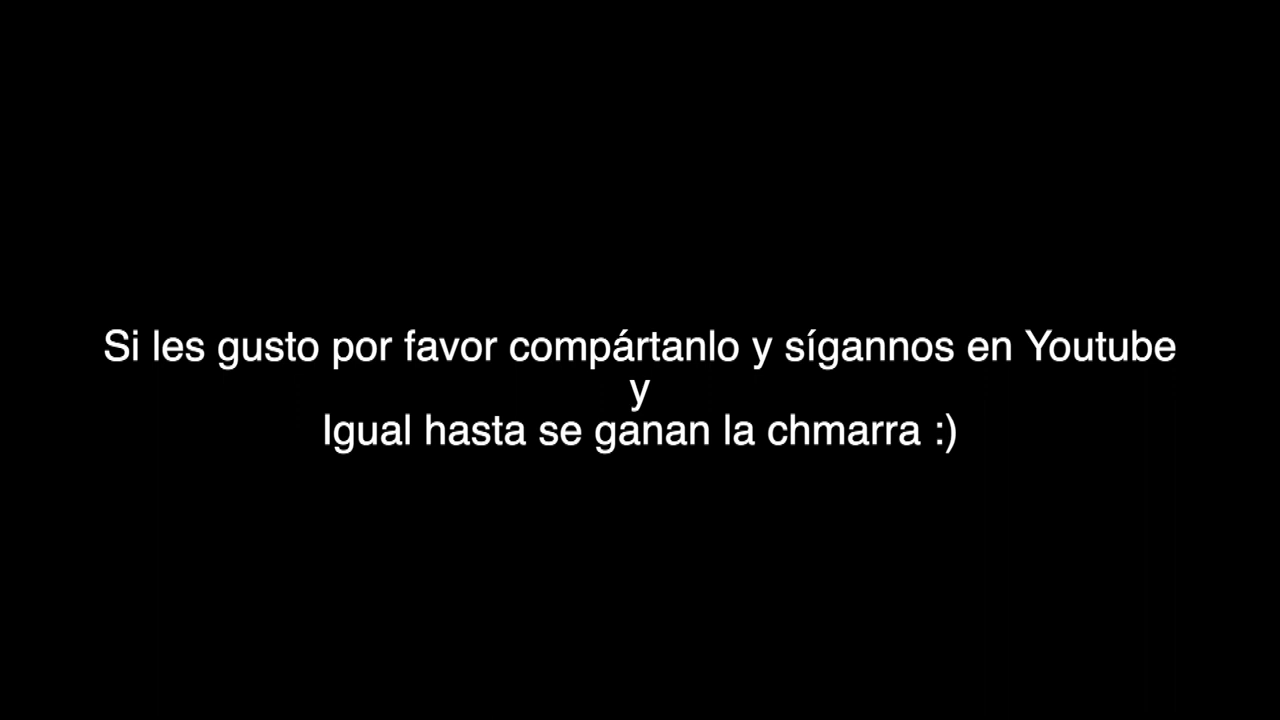 Si les gusto por favor compártanlo y sígannos en Youtube
y
Igual hasta se ganan la chmarra :)